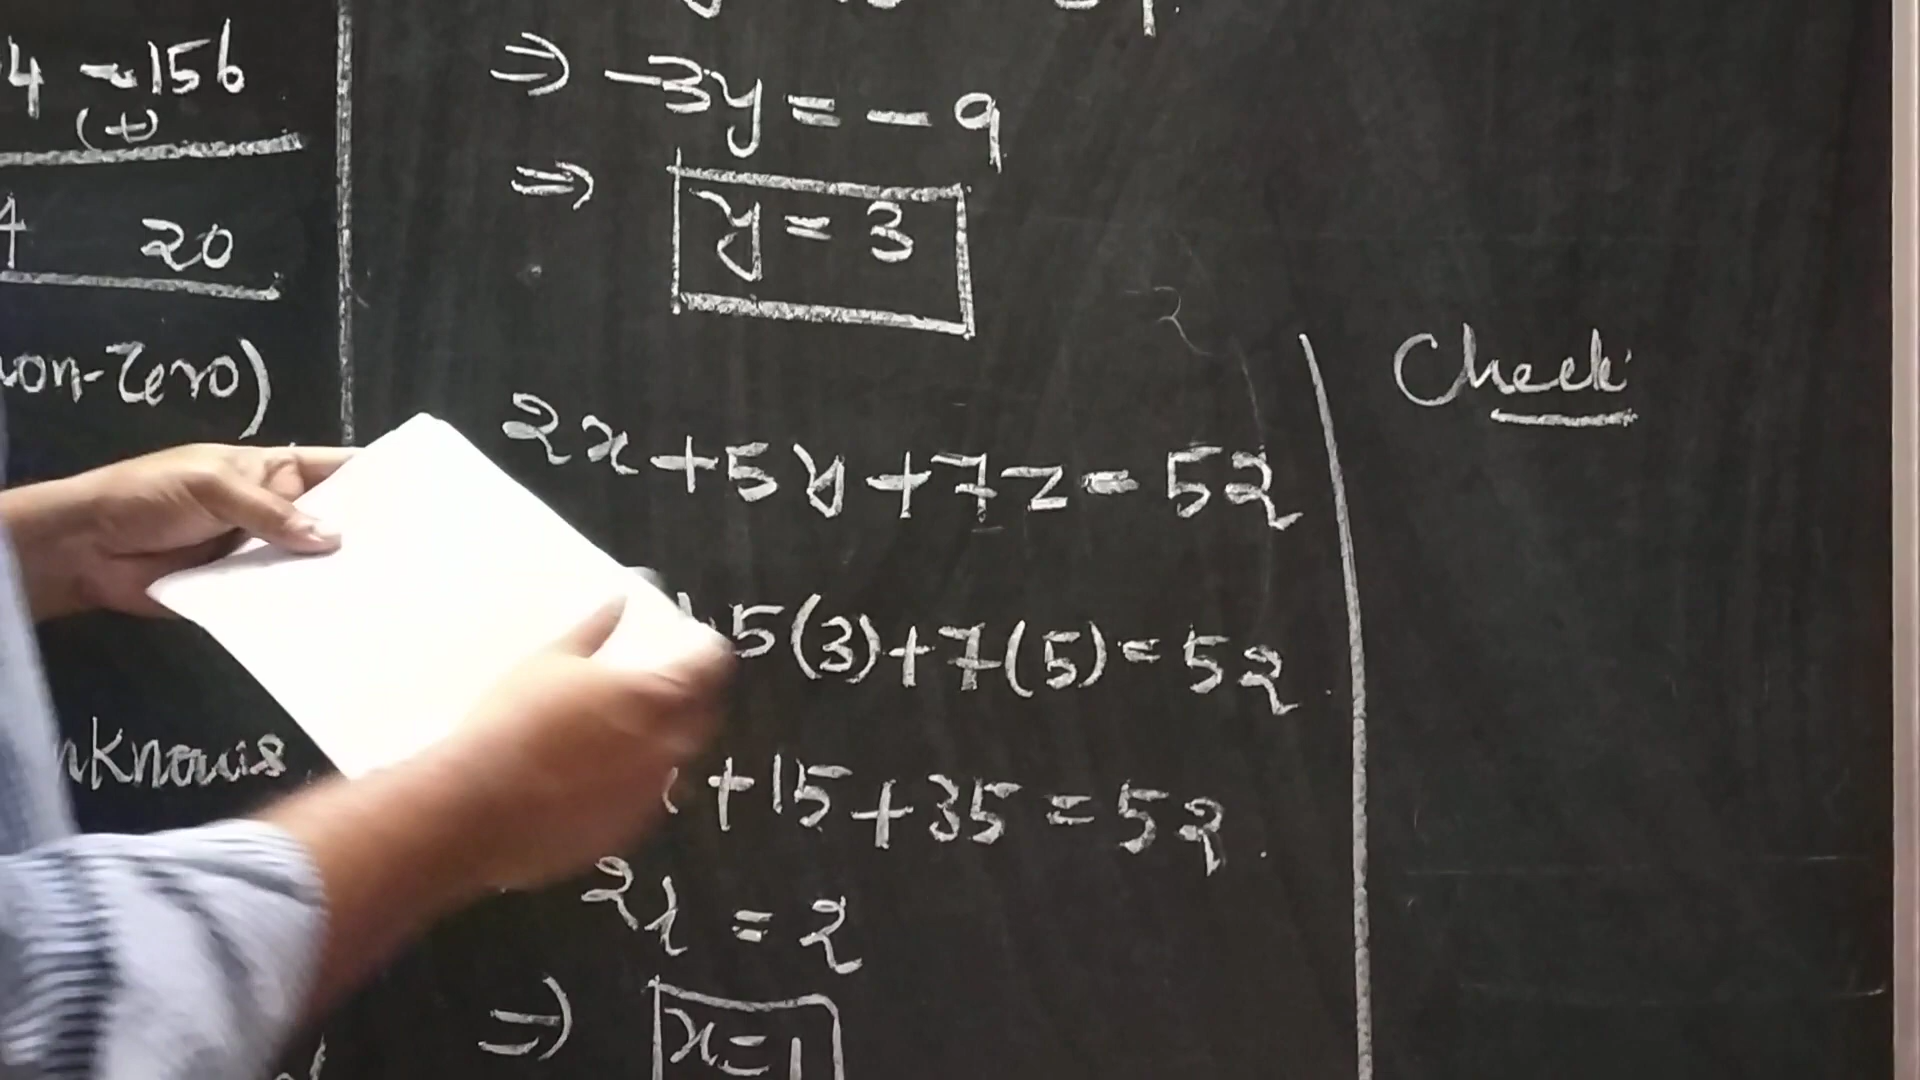 4 - 156
(+)
4 20
non-Zero)
unknowns
⇒ -3y = -9
⇒ y = 3
2x + 5y + 7z = 52
+ 5(3) + 7(5) = 52
+ 15 + 35 = 52
2x = 2
⇒ x = 1
Check: